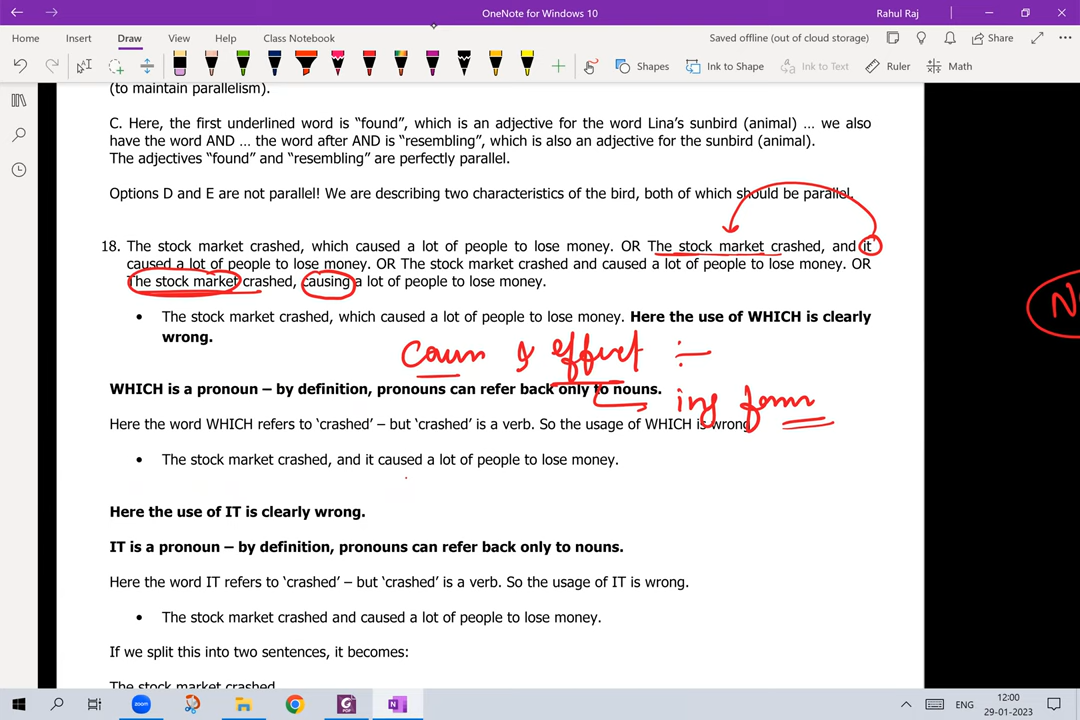 OneNote for Windows 10
Rahul Raj
Home Insert Draw View Help Class Notebook
Saved offline (out of cloud storage)
Share
Shapes Ink to Shape Ink to Text Ruler Math
(to maintain parallelism).
C. Here, the first underlined word is “found”, which is an adjective for the word Lina’s sunbird (animal) … we also
have the word AND … the word after AND is “resembling”, which is also an adjective for the sunbird (animal).
The adjectives “found” and “resembling” are perfectly parallel.
Options D and E are not parallel! We are describing two characteristics of the bird, both of which should be parallel.
18. The stock market crashed, which caused a lot of people to lose money. OR The stock market crashed, and it
caused a lot of people to lose money. OR The stock market crashed and caused a lot of people to lose money. OR
The stock market crashed, causing a lot of people to lose money.
• The stock market crashed, which caused a lot of people to lose money. Here the use of WHICH is clearly
wrong.
& effect :-
WHICH is a pronoun – by definition, pronouns can refer back only to nouns.
ing form
Here the word WHICH refers to ‘crashed’ – but ‘crashed’ is a verb. So the usage of WHICH is wrong
• The stock market crashed, and it caused a lot of people to lose money.
Here the use of IT is clearly wrong.
IT is a pronoun – by definition, pronouns can refer back only to nouns.
Here the word IT refers to ‘crashed’ – but ‘crashed’ is a verb. So the usage of IT is wrong.
• The stock market crashed and caused a lot of people to lose money.
If we split this into two sentences, it becomes:
The stock market crashed.
zoom
ENG
12:00
29-01-2023